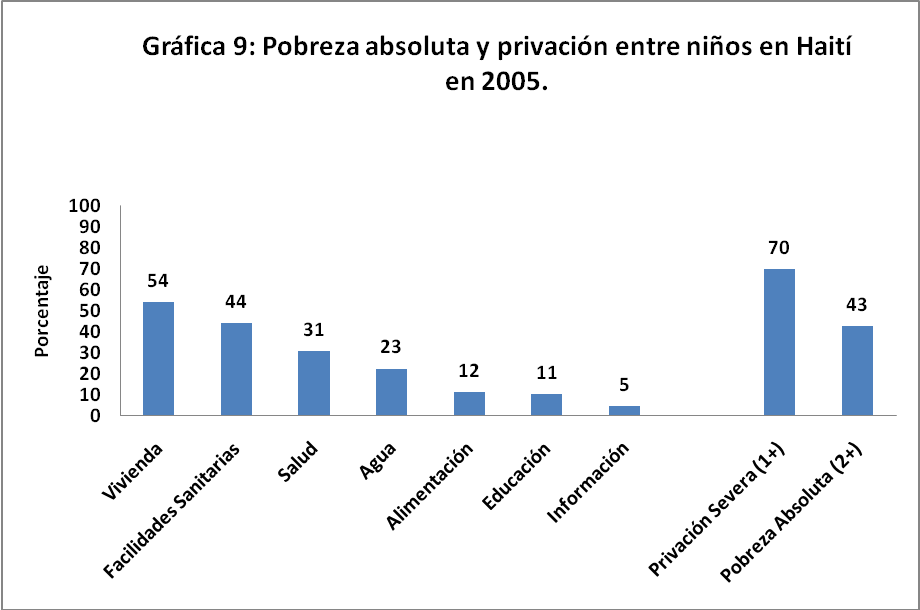 Gráfica 9: Pobreza absoluta y privación entre niños en Haití
en 2005.
Porcentaje
100
90
80
70
60
50
40
30
20
10
0
54
44
31
23
12
11
5
70
43
Vivienda
Facilidades Sanitarias
Salud
Agua
Alimentación
Educación
Información
Privación Severa (1+)
Pobreza Absoluta (2+)